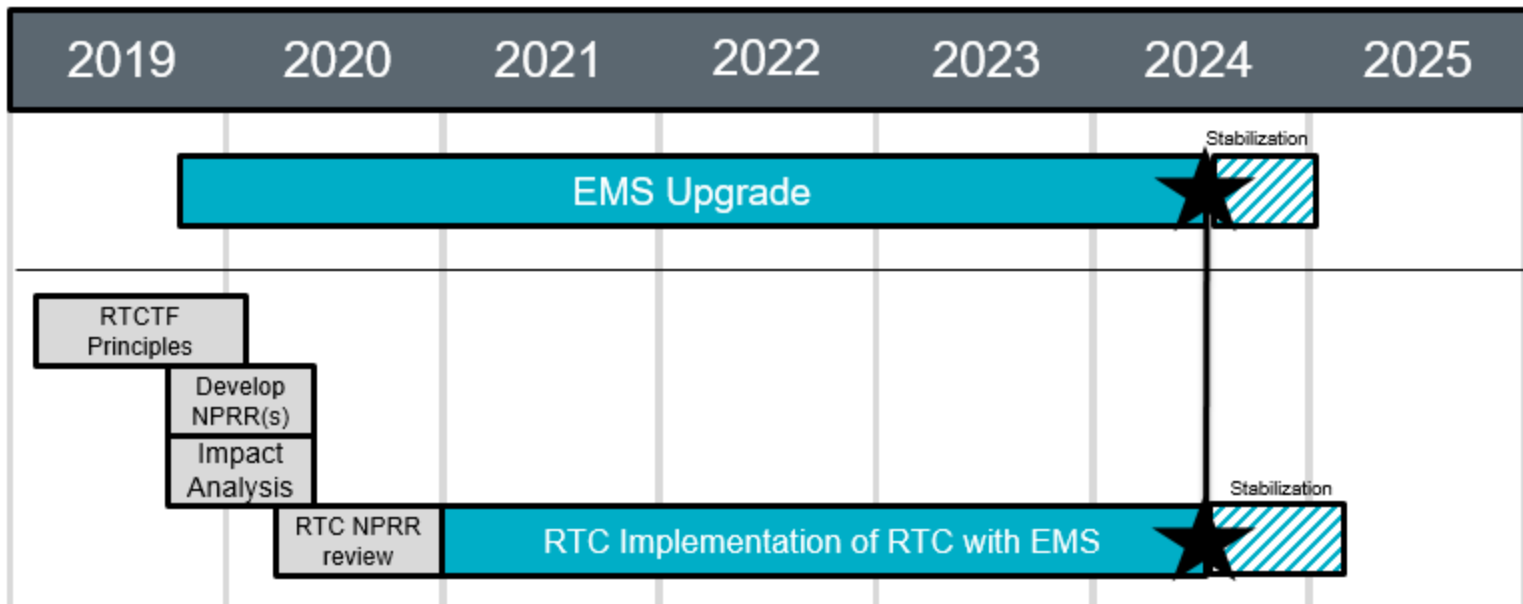 2019 2020 2021 2022 2023 2024 2025
Stabilization
EMS Upgrade
RTCTF
Principles
Develop
NPRR(s)
Impact
Analysis
Stabilization
RTC NPRR
review
RTC Implementation of RTC with EMS